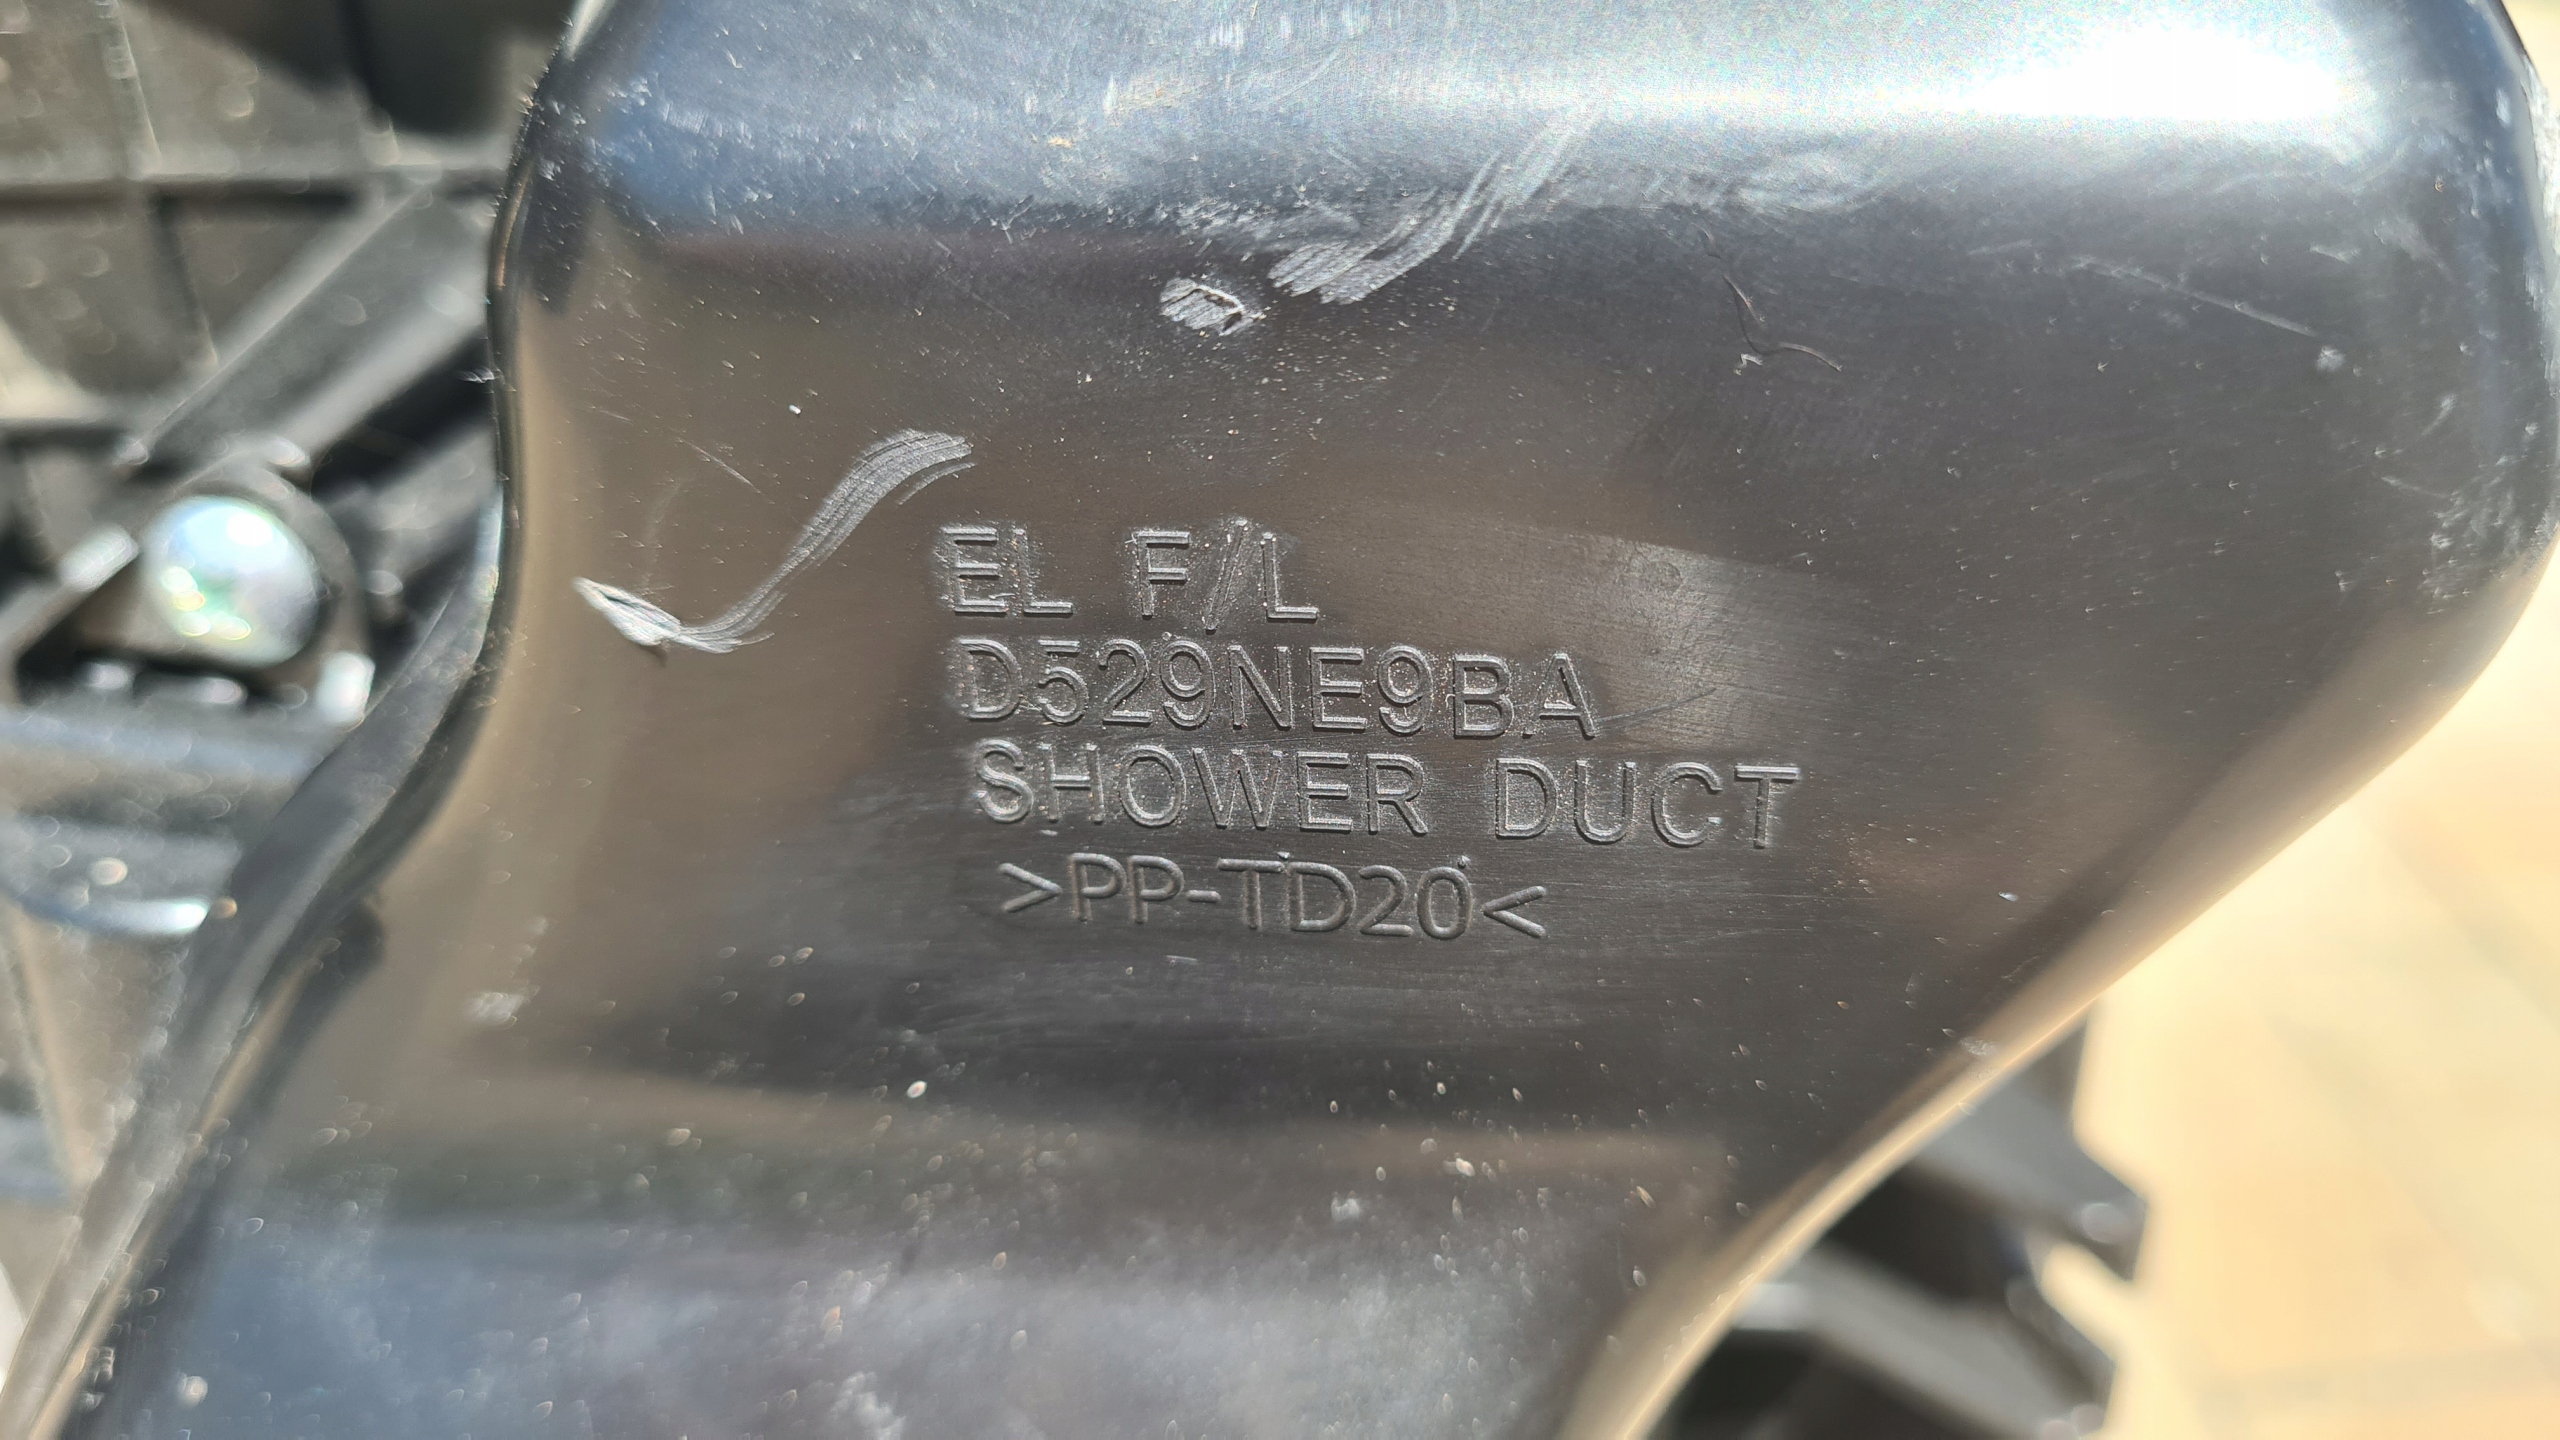 EL F/L
D529NE9BA
SHOWER DUCT
>PP-TD20<